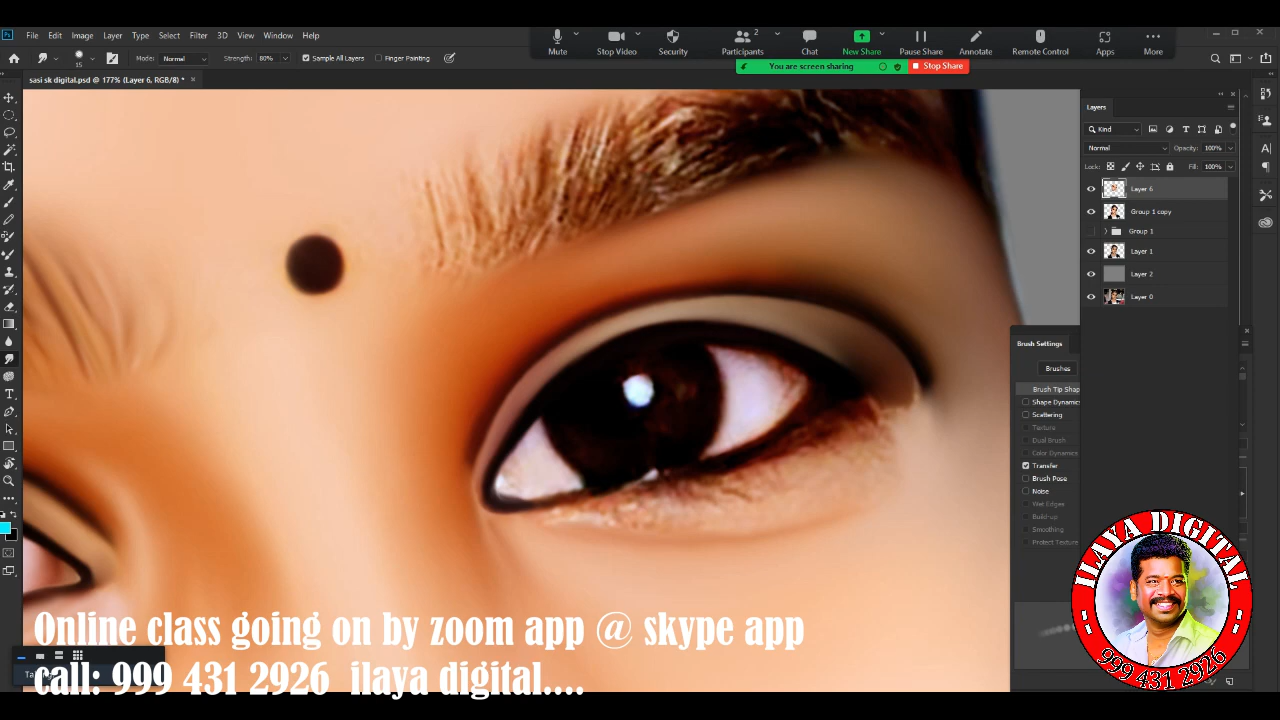 Ps File Edit Image Layer Type Select Filter 3D View Window Help
Mute Stop Video Security Participants 2 Chat New Share Pause Share Annotate Remote Control Apps More
You are screen sharing Stop Share
15 Mode: Normal Strength: 80% Sample All Layers Finger Painting
sasi sk digital.psd @ 177% (Layer 6, RGB/8) *
Layers
Kind
Normal Opacity: 100%
Lock: Fill: 100%
Layer 6
Group 1 copy
Group 1
Layer 1
Layer 2
Layer 0
Brush Settings
Brushes
Brush Tip Shap
Shape Dynamics
Scattering
Texture
Dual Brush
Color Dynamics
Transfer
Brush Pose
Noise
Wet Edges
Build-up
Smoothing
Protect Texture
Online class going on by zoom app @ skype app
call: 999 431 2926 ilaya digital....
ILAYA DIGITAL
999 431 2926